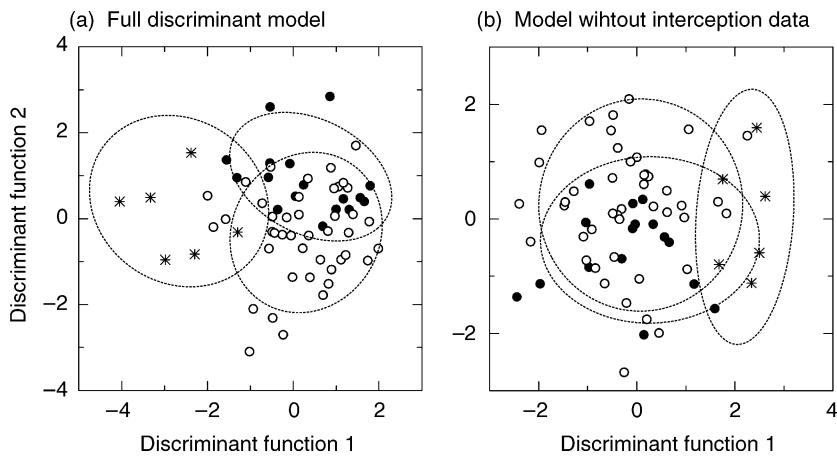 (a) Full discriminant model
(b) Model wihtout interception data
4
2
0
−2
−4
2
0
−2
Discriminant function 2
−4 −2 0 2
−2 0 2 4
Discriminant function 1
Discriminant function 1